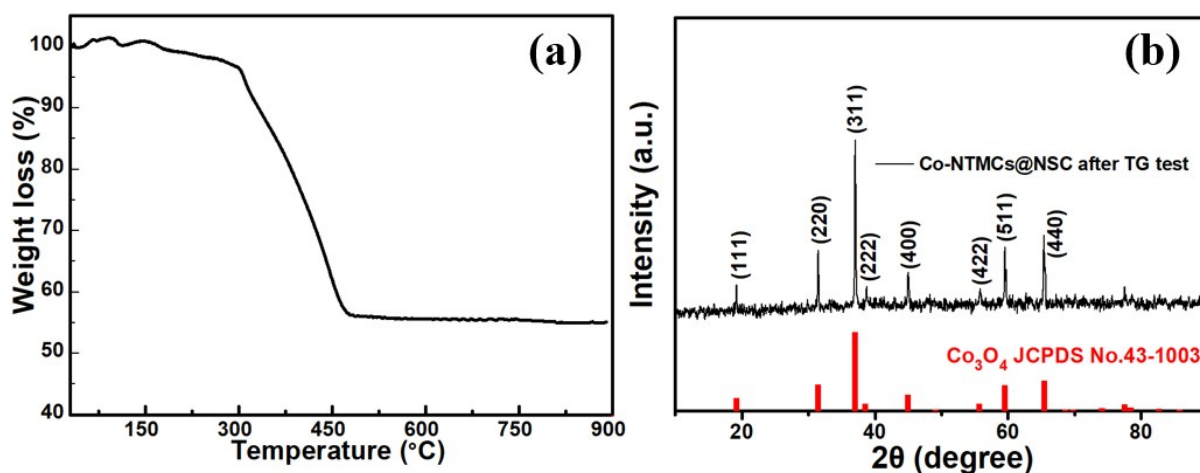 (a)
Weight loss (%)
100
90
80
70
60
50
40
150 300 450 600 750 900
Temperature (°C)
(b)
Intensity (a.u.)
Co-NTMCs@NSC after TG test
(111)
(220)
(311)
(222)
(400)
(422)
(511)
(440)
Co₃O₄ JCPDS No.43-1003
20 40 60 80
2θ (degree)